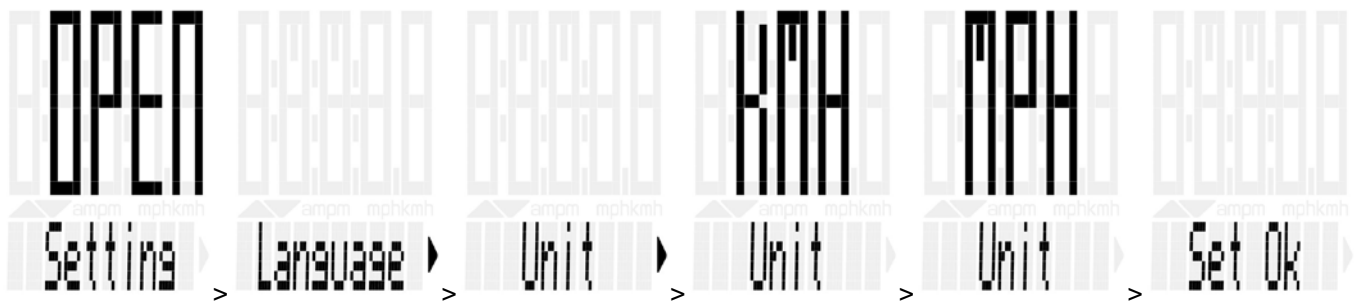 OPEN KMH MPH
ampm mphkmh ampm mphkmh ampm mphkmh ampm mphkmh ampm mphkmh ampm mphkmh
Setting > Language > Unit > Unit > Unit > Set Ok